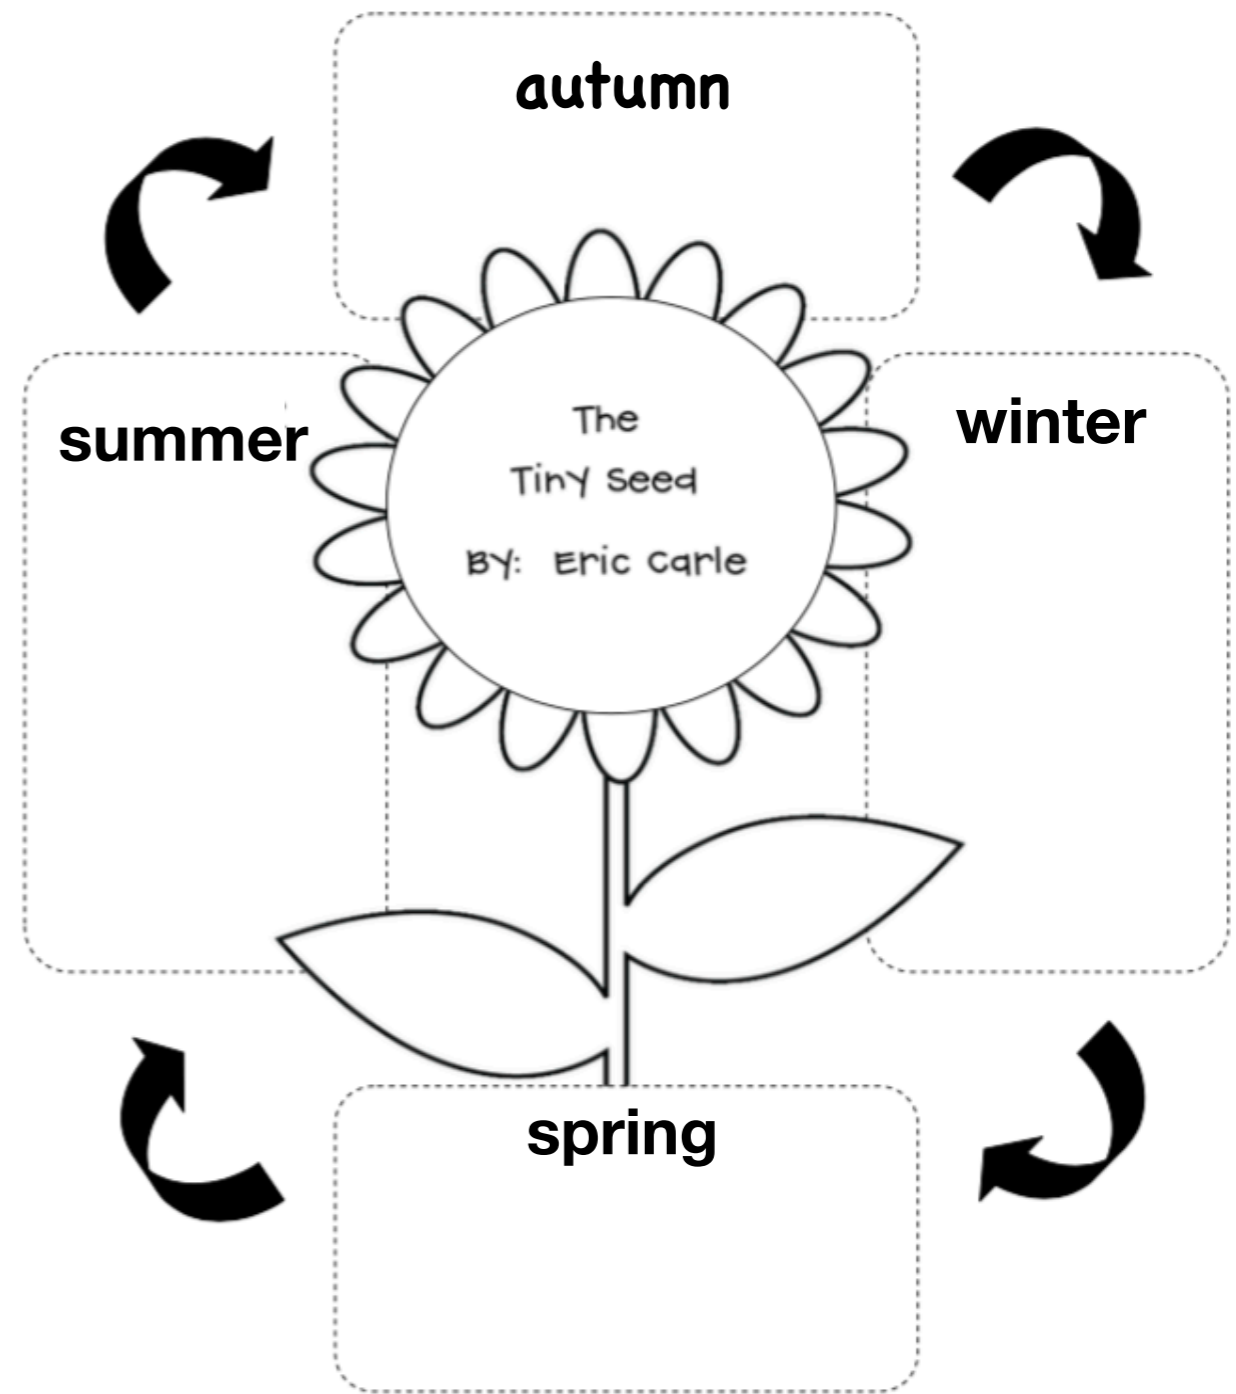 autumn
summer
winter
The
Tiny Seed
By: Eric Carle
spring